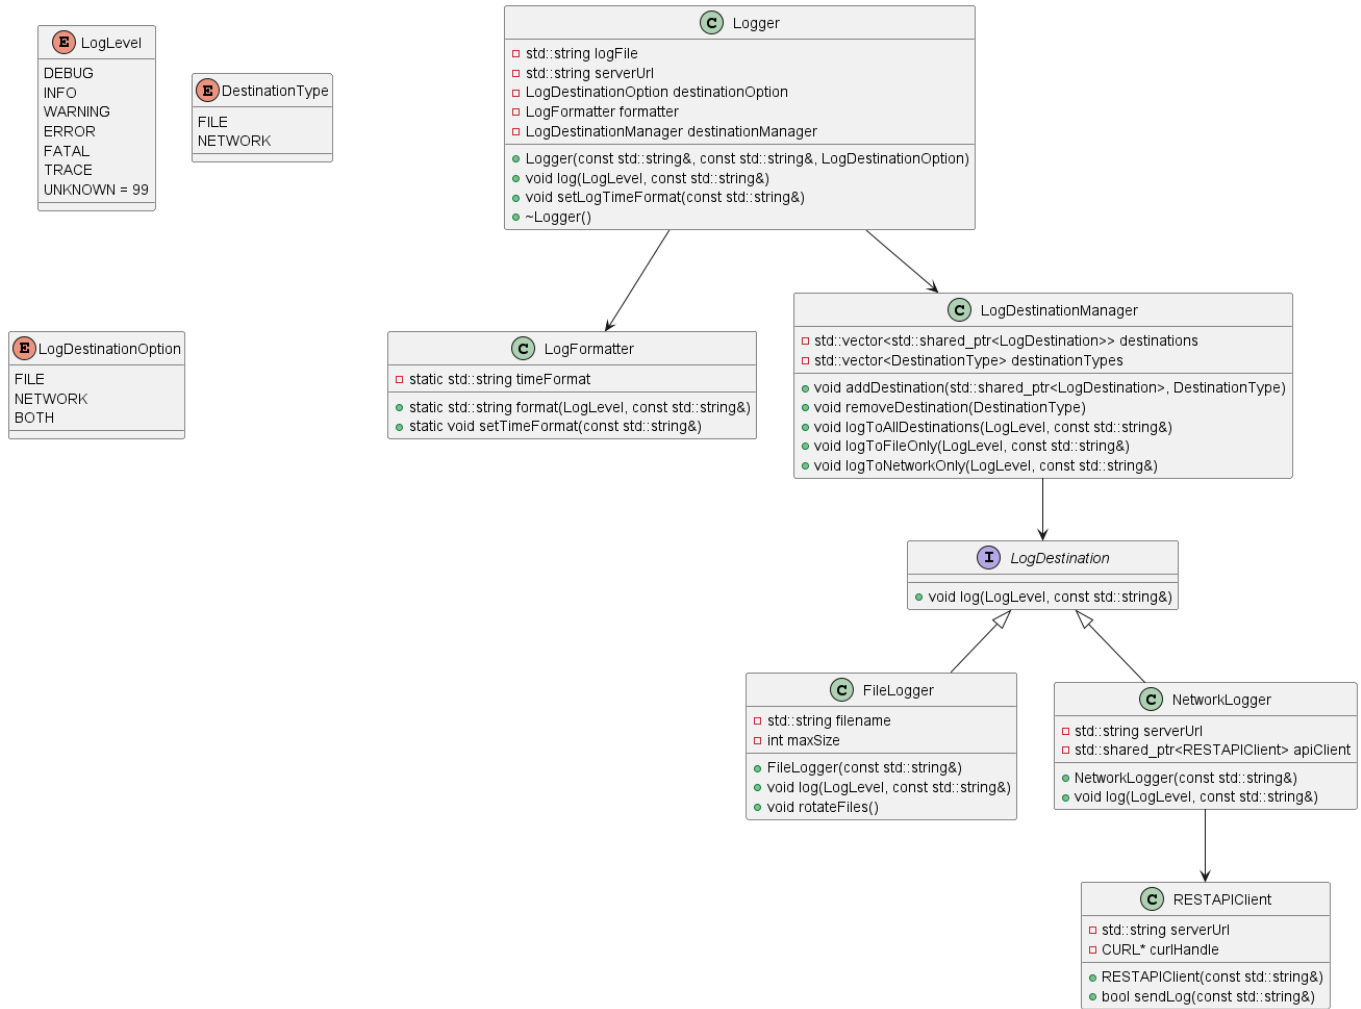 E LogLevel
DEBUG
INFO
WARNING
ERROR
FATAL
TRACE
UNKNOWN = 99
E DestinationType
FILE
NETWORK
C Logger
std::string logFile
std::string serverUrl
LogDestinationOption destinationOption
LogFormatter formatter
LogDestinationManager destinationManager
Logger(const std::string&, const std::string&, LogDestinationOption)
void log(LogLevel, const std::string&)
void setLogTimeFormat(const std::string&)
~Logger()
E LogDestinationOption
FILE
NETWORK
BOTH
C LogFormatter
static std::string timeFormat
static std::string format(LogLevel, const std::string&)
static void setTimeFormat(const std::string&)
C LogDestinationManager
std::vector<std::shared_ptr<LogDestination>> destinations
std::vector<DestinationType> destinationTypes
void addDestination(std::shared_ptr<LogDestination>, DestinationType)
void removeDestination(DestinationType)
void logToAllDestinations(LogLevel, const std::string&)
void logToFileOnly(LogLevel, const std::string&)
void logToNetworkOnly(LogLevel, const std::string&)
I LogDestination
void log(LogLevel, const std::string&)
C FileLogger
std::string filename
int maxSize
FileLogger(const std::string&)
void log(LogLevel, const std::string&)
void rotateFiles()
C NetworkLogger
std::string serverUrl
std::shared_ptr<RESTAPIClient> apiClient
NetworkLogger(const std::string&)
void log(LogLevel, const std::string&)
C RESTAPIClient
std::string serverUrl
CURL* curlHandle
RESTAPIClient(const std::string&)
bool sendLog(const std::string&)